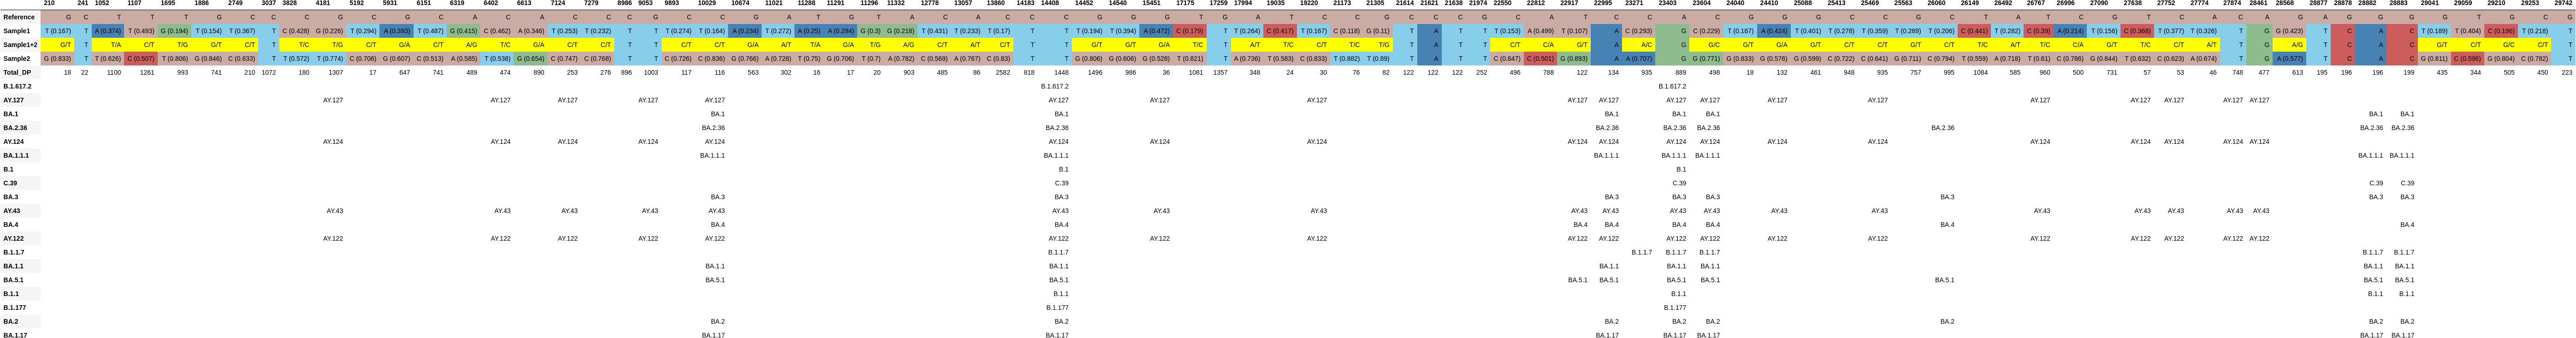 210 241 1052 1107 1695 1886 2749 3037 3828 4181 5192 5931 6151 6319 6402 6613 7124 7279 8986 9053 9893 10029 10674 11021 11288 11291 11296 11332 12778 13057 13860 14183 14408 14452 14540 15451 17175 17259 17994 19035 19220 21173 21305 21614 21621 21638 21974 22550 22812 22917 22995 23271 23403 23604 24040 24410 25088 25413 25469 25563 26060 26149 26492 26767 26996 27090 27638 27752 27774 27874 28461 28568 28877 28878 28882 28883 29041 29059 29210 29253 29742
Reference G C T T T G C C C G C G C A C A C C C G C C G A T G T A C A C C C G G G T G A T C C G C C C G C A T C C A C G G G C C G C T A T C C T C A C A G A G G G G T G C G
Sample1 T (0.167) T A (0.374) T (0.493) G (0.194) T (0.154) T (0.367) T C (0.428) G (0.226) T (0.294) A (0.393) T (0.487) G (0.415) C (0.462) A (0.346) T (0.253) T (0.232) T T T (0.274) T (0.164) A (0.234) T (0.272) A (0.25) A (0.294) G (0.3) G (0.218) T (0.431) T (0.233) T (0.17) T T T (0.194) T (0.394) A (0.472) C (0.179) T T (0.264) C (0.417) T (0.167) C (0.118) G (0.11) T A T T T (0.153) A (0.499) T (0.107) A C (0.293) G C (0.229) T (0.167) A (0.424) T (0.401) T (0.278) T (0.359) T (0.289) T (0.206) C (0.441) T (0.282) C (0.39) A (0.214) T (0.156) C (0.368) T (0.377) T (0.326) T G G (0.423) T C A C T (0.189) T (0.404) C (0.196) T (0.218) T
Sample1+2 G/T T T/A C/T T/G G/T C/T T T/C T/G C/T G/A C/T A/G T/C G/A C/T C/T T T C/T C/T G/A A/T T/A G/A T/G A/G C/T A/T C/T T T G/T G/T G/A T/C T A/T T/C C/T T/C T/G T A T T C/T C/A G/T A A/C G G/C G/T G/A G/T C/T C/T G/T C/T T/C A/T T/C C/A G/T T/C C/T A/T T G A/G T C A C G/T C/T G/C C/T T
Sample2 G (0.833) T T (0.626) C (0.507) T (0.806) G (0.846) C (0.633) T T (0.572) T (0.774) C (0.706) G (0.607) C (0.513) A (0.585) T (0.538) G (0.654) C (0.747) C (0.768) T T C (0.726) C (0.836) G (0.766) A (0.728) T (0.75) G (0.706) T (0.7) A (0.782) C (0.569) A (0.767) C (0.83) T T G (0.806) G (0.606) G (0.528) T (0.821) T A (0.736) T (0.583) C (0.833) T (0.882) T (0.89) T A T T C (0.847) C (0.501) G (0.893) A A (0.707) G G (0.771) G (0.833) G (0.576) G (0.599) C (0.722) C (0.641) G (0.711) C (0.794) T (0.559) A (0.718) T (0.61) C (0.786) G (0.844) T (0.632) C (0.623) A (0.674) T G A (0.577) T C A C G (0.811) C (0.596) G (0.804) C (0.782) T
Total_DP 18 22 1100 1261 993 741 210 1072 180 1307 17 647 741 489 474 890 253 276 896 1003 117 116 563 302 16 17 20 903 485 86 2582 818 1448 1496 986 36 1081 1357 348 24 30 76 82 122 122 122 252 496 788 122 134 935 889 498 18 132 461 948 935 757 995 1084 585 960 500 731 57 53 46 748 477 613 195 196 196 199 435 344 505 450 223
B.1.617.2 B.1.617.2 B.1.617.2
AY.127 AY.127 AY.127 AY.127 AY.127 AY.127 AY.127 AY.127 AY.127 AY.127 AY.127 AY.127 AY.127 AY.127 AY.127 AY.127 AY.127 AY.127 AY.127 AY.127
BA.1 BA.1 BA.1 BA.1 BA.1 BA.1 BA.1 BA.1
BA.2.36 BA.2.36 BA.2.36 BA.2.36 BA.2.36 BA.2.36 BA.2.36 BA.2.36 BA.2.36
AY.124 AY.124 AY.124 AY.124 AY.124 AY.124 AY.124 AY.124 AY.124 AY.124 AY.124 AY.124 AY.124 AY.124 AY.124 AY.124 AY.124 AY.124 AY.124 AY.124
BA.1.1.1 BA.1.1.1 BA.1.1.1 BA.1.1.1 BA.1.1.1 BA.1.1.1 BA.1.1.1 BA.1.1.1
B.1 B.1 B.1
C.39 C.39 C.39 C.39 C.39
BA.3 BA.3 BA.3 BA.3 BA.3 BA.3 BA.3 BA.3 BA.3
AY.43 AY.43 AY.43 AY.43 AY.43 AY.43 AY.43 AY.43 AY.43 AY.43 AY.43 AY.43 AY.43 AY.43 AY.43 AY.43 AY.43 AY.43 AY.43 AY.43
BA.4 BA.4 BA.4 BA.4 BA.4 BA.4 BA.4 BA.4 BA.4
AY.122 AY.122 AY.122 AY.122 AY.122 AY.122 AY.122 AY.122 AY.122 AY.122 AY.122 AY.122 AY.122 AY.122 AY.122 AY.122 AY.122 AY.122 AY.122 AY.122
B.1.1.7 B.1.1.7 B.1.1.7 B.1.1.7 B.1.1.7 B.1.1.7 B.1.1.7
BA.1.1 BA.1.1 BA.1.1 BA.1.1 BA.1.1 BA.1.1 BA.1.1 BA.1.1
BA.5.1 BA.5.1 BA.5.1 BA.5.1 BA.5.1 BA.5.1 BA.5.1 BA.5.1 BA.5.1 BA.5.1
B.1.1 B.1.1 B.1.1 B.1.1 B.1.1
B.1.177 B.1.177 B.1.177
BA.2 BA.2 BA.2 BA.2 BA.2 BA.2 BA.2 BA.2 BA.2
BA.1.17 BA.1.17 BA.1.17 BA.1.17 BA.1.17 BA.1.17 BA.1.17 BA.1.17